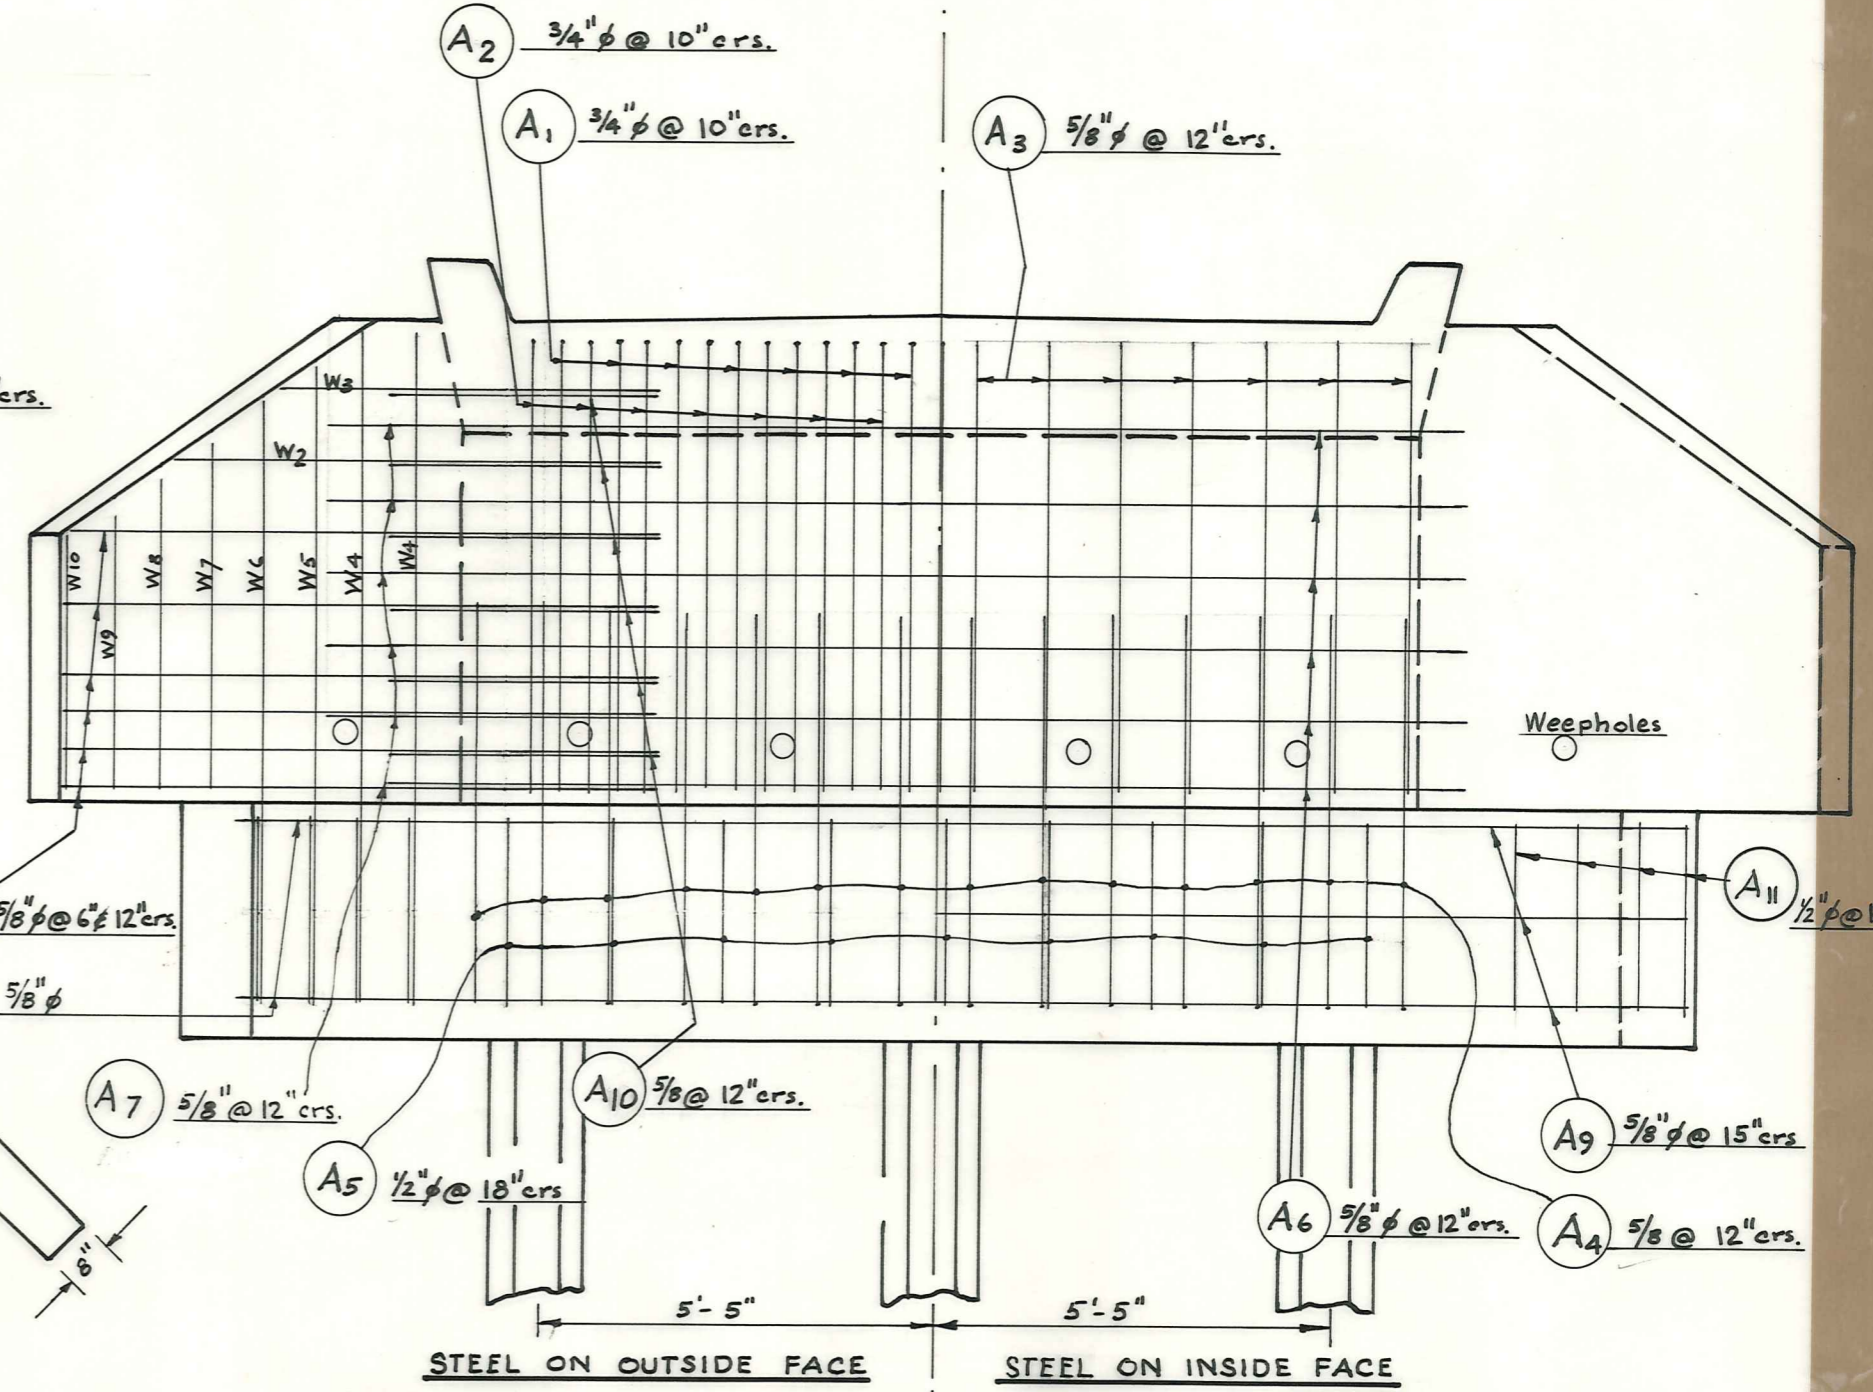 A2 3/4"ϕ @ 10"crs.
A1 3/4"ϕ @ 10"crs.
A3 5/8"ϕ @ 12"crs.
crs.
W3
W2
W10
W8
W7
W6
W5
W4
W4
W9
Weepholes
A11 1/2"ϕ@1
5/8"ϕ@6"& 12"crs.
5/8"ϕ
A7 5/8"@12"crs.
A10 5/8@ 12"crs.
A9 5/8"ϕ@ 15"crs
A5 1/2"ϕ@ 18"crs
A6 5/8"ϕ @12"crs.
A4 5/8 @ 12"crs.
8"
5'-5"
5'-5"
STEEL ON OUTSIDE FACE
STEEL ON INSIDE FACE